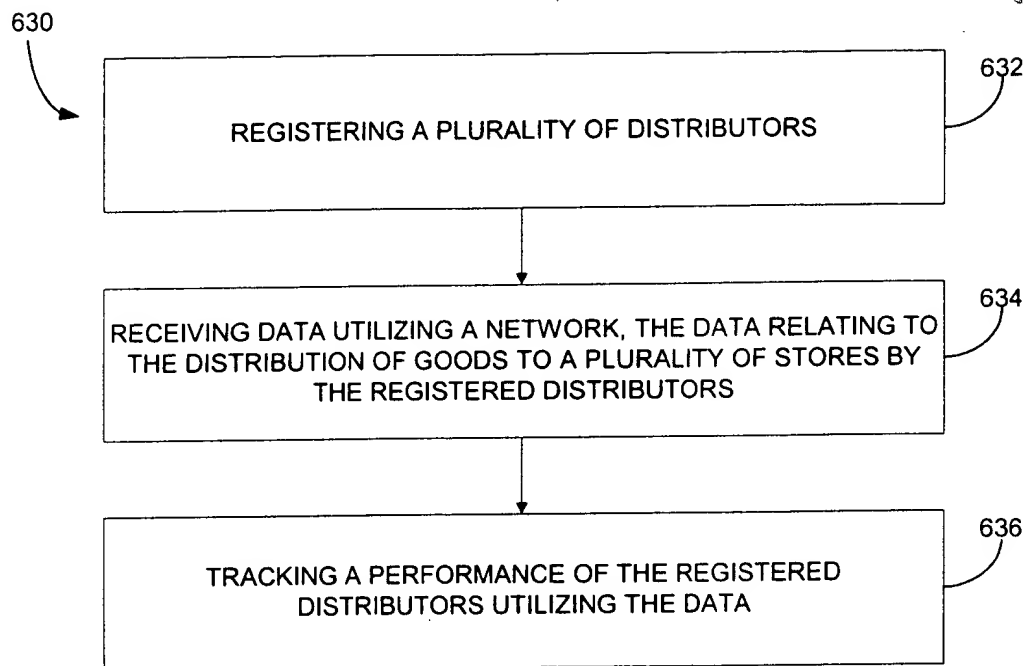 630
632
REGISTERING A PLURALITY OF DISTRIBUTORS
634
RECEIVING DATA UTILIZING A NETWORK, THE DATA RELATING TO
THE DISTRIBUTION OF GOODS TO A PLURALITY OF STORES BY
THE REGISTERED DISTRIBUTORS
636
TRACKING A PERFORMANCE OF THE REGISTERED
DISTRIBUTORS UTILIZING THE DATA